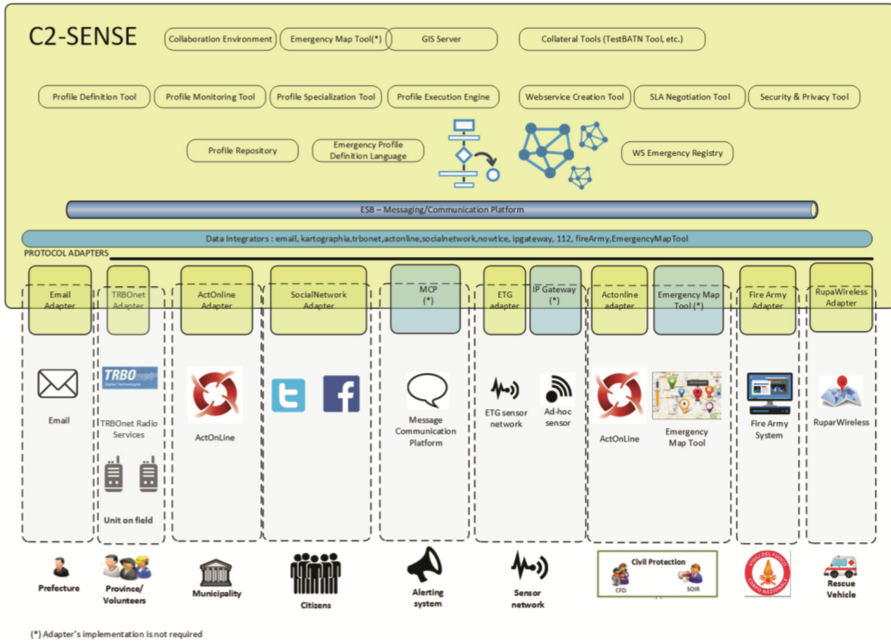 C2-SENSE
Collaboration Environment
Emergency Map Tool(*)
GIS Server
Collateral Tools (TestBATN Tool, etc.)
Profile Definition Tool
Profile Monitoring Tool
Profile Specialization Tool
Profile Execution Engine
Webservice Creation Tool
SLA Negotiation Tool
Security & Privacy Tool
Profile Repository
Emergency Profile
Definition Language
WS Emergency Registry
ESB – Messaging/Communication Platform
Data Integrators : email, kartographia,trbonet,actonline,socialnetwork,nowtice, ipgateway, 112, fireArmy,EmergencyMapTool
PROTOCOL ADAPTERS
Email
Adapter
TRBOnet
Adapter
ActOnline
Adapter
SocialNetwork
Adapter
MCP
(*)
ETG
adapter
IP Gateway
(*)
Actonline
adapter
Emergency Map
Tool (*)
Fire Army
Adapter
RupaWireless
Adapter
Email
TRBO
TRBOnet Radio
Services
Unit on field
ActOnLine
Message
Communication
Platform
ETG sensor
network
Ad-hoc
sensor
ActOnLine
Emergency
Map Tool
Fire Army
System
RuparWireless
Prefecture
Province/
Volunteers
Municipality
Citizens
Alerting
system
Sensor
network
Civil Protection
CFD
SOIR
Rescue
Vehicle
(*) Adapter's implementation is not required